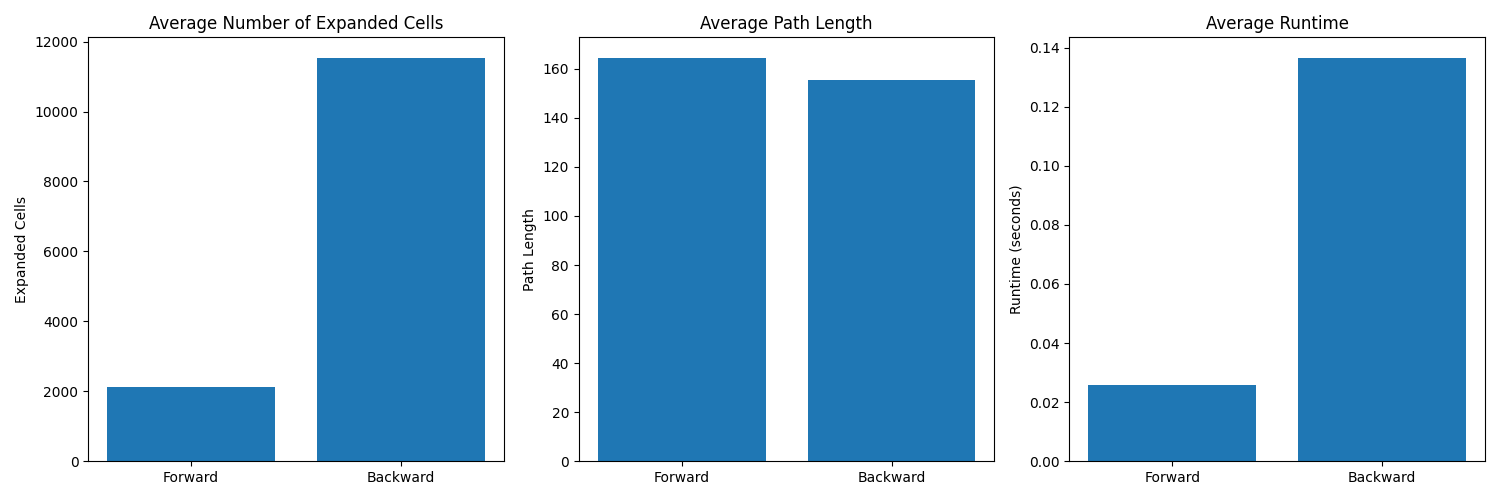 Average Number of Expanded Cells
12000
10000
8000
6000
4000
2000
0
Expanded Cells
Forward
Backward
Average Path Length
160
140
120
100
80
60
40
20
0
Path Length
Forward
Backward
Average Runtime
0.14
0.12
0.10
0.08
0.06
0.04
0.02
0.00
Runtime (seconds)
Forward
Backward